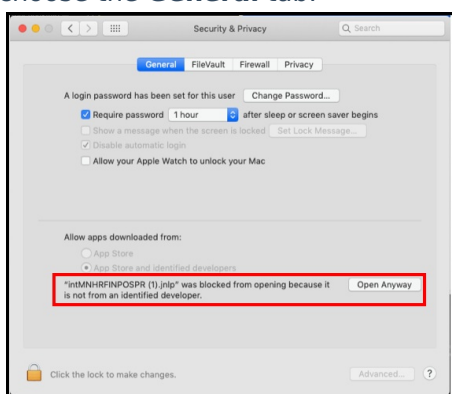 choose the General tab.
Security & Privacy
Search
General FileVault Firewall Privacy
A login password has been set for this user Change Password...
Require password 1 hour after sleep or screen saver begins
Show a message when the screen is locked Set Lock Message...
Disable automatic login
Allow your Apple Watch to unlock your Mac
Allow apps downloaded from:
App Store
App Store and identified developers
"intMNHRFINPOSPR (1).jnlp" was blocked from opening because it Open Anyway
is not from an identified developer.
Click the lock to make changes. Advanced... ?